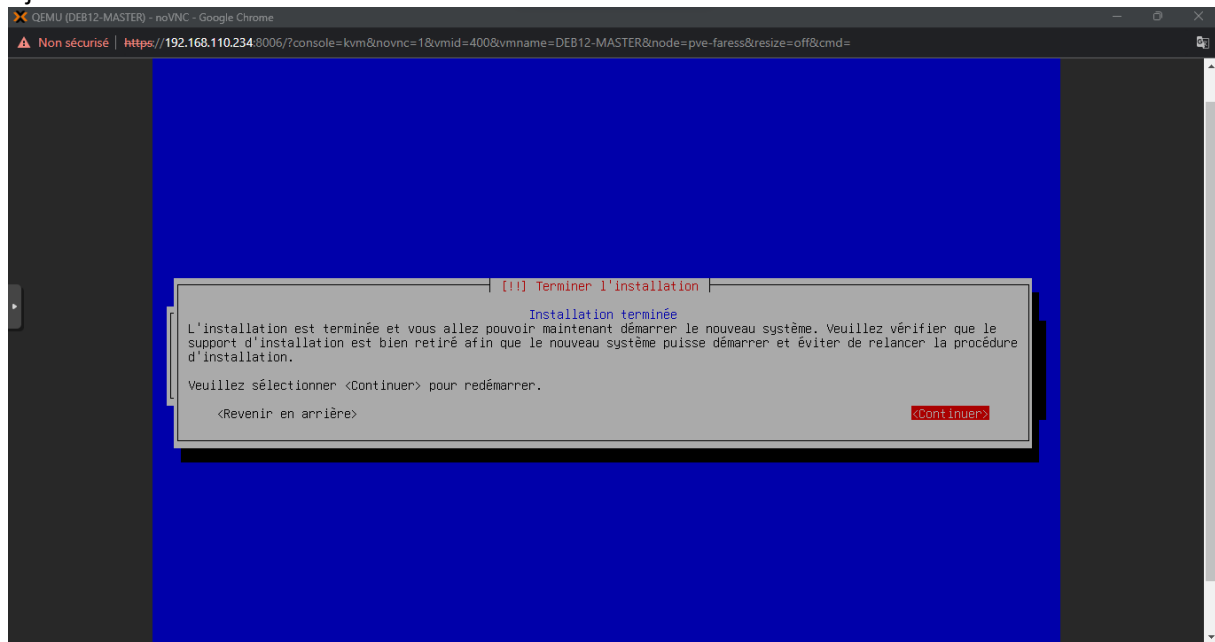 QEMU (DEB12-MASTER) - noVNC - Google Chrome
Non sécurisé | https://192.168.110.234:8006/?console=kvm&novnc=1&vmid=400&vmname=DEB12-MASTER&node=pve-faress&resize=off&cmd=
[!!] Terminer l'installation
Installation terminée
L'installation est terminée et vous allez pouvoir maintenant démarrer le nouveau système. Veuillez vérifier que le
support d'installation est bien retiré afin que le nouveau système puisse démarrer et éviter de relancer la procédure
d'installation.
Veuillez sélectionner <Continuer> pour redémarrer.
<Revenir en arrière> <Continuer>